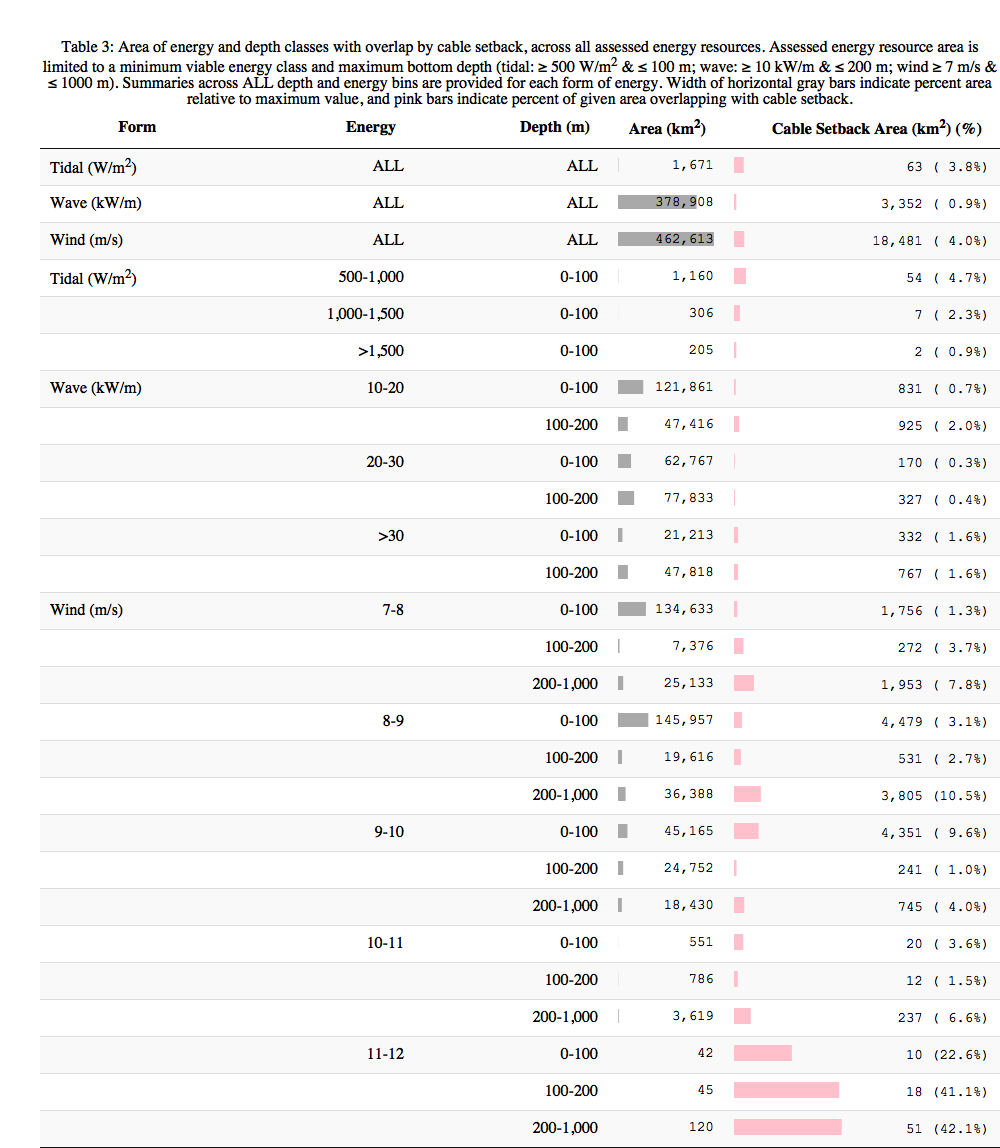 Table 3: Area of energy and depth classes with overlap by cable setback, across all assessed energy resources. Assessed energy resource area is
limited to a minimum viable energy class and maximum bottom depth (tidal: ≥ 500 W/m² & ≤ 100 m; wave: ≥ 10 kW/m & ≤ 200 m; wind ≥ 7 m/s &
≤ 1000 m). Summaries across ALL depth and energy bins are provided for each form of energy. Width of horizontal gray bars indicate percent area
relative to maximum value, and pink bars indicate percent of given area overlapping with cable setback.
Form Energy Depth (m) Area (km²) Cable Setback Area (km²) (%)
Tidal (W/m²) ALL ALL 1,671 63 ( 3.8%)
Wave (kW/m) ALL ALL 378,908 3,352 ( 0.9%)
Wind (m/s) ALL ALL 462,613 18,481 ( 4.0%)
Tidal (W/m²) 500-1,000 0-100 1,160 54 ( 4.7%)
1,000-1,500 0-100 306 7 ( 2.3%)
>1,500 0-100 205 2 ( 0.9%)
Wave (kW/m) 10-20 0-100 121,861 831 ( 0.7%)
100-200 47,416 925 ( 2.0%)
20-30 0-100 62,767 170 ( 0.3%)
100-200 77,833 327 ( 0.4%)
>30 0-100 21,213 332 ( 1.6%)
100-200 47,818 767 ( 1.6%)
Wind (m/s) 7-8 0-100 134,633 1,756 ( 1.3%)
100-200 7,376 272 ( 3.7%)
200-1,000 25,133 1,953 ( 7.8%)
8-9 0-100 145,957 4,479 ( 3.1%)
100-200 19,616 531 ( 2.7%)
200-1,000 36,388 3,805 (10.5%)
9-10 0-100 45,165 4,351 ( 9.6%)
100-200 24,752 241 ( 1.0%)
200-1,000 18,430 745 ( 4.0%)
10-11 0-100 551 20 ( 3.6%)
100-200 786 12 ( 1.5%)
200-1,000 3,619 237 ( 6.6%)
11-12 0-100 42 10 (22.6%)
100-200 45 18 (41.1%)
200-1,000 120 51 (42.1%)